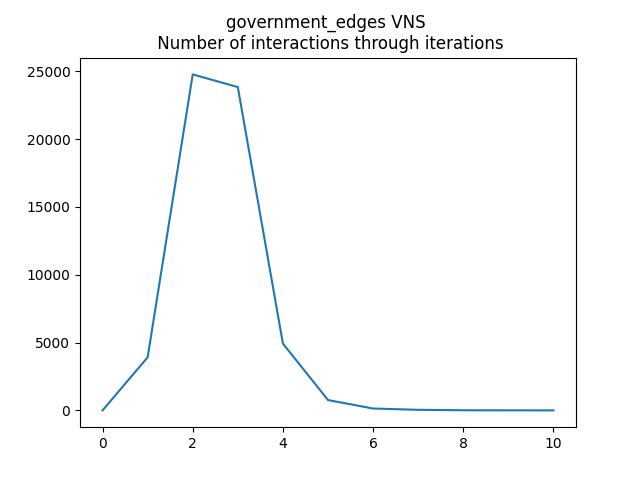 government_edges VNS
Number of interactions through iterations
25000
20000
15000
10000
5000
0
0 2 4 6 8 10